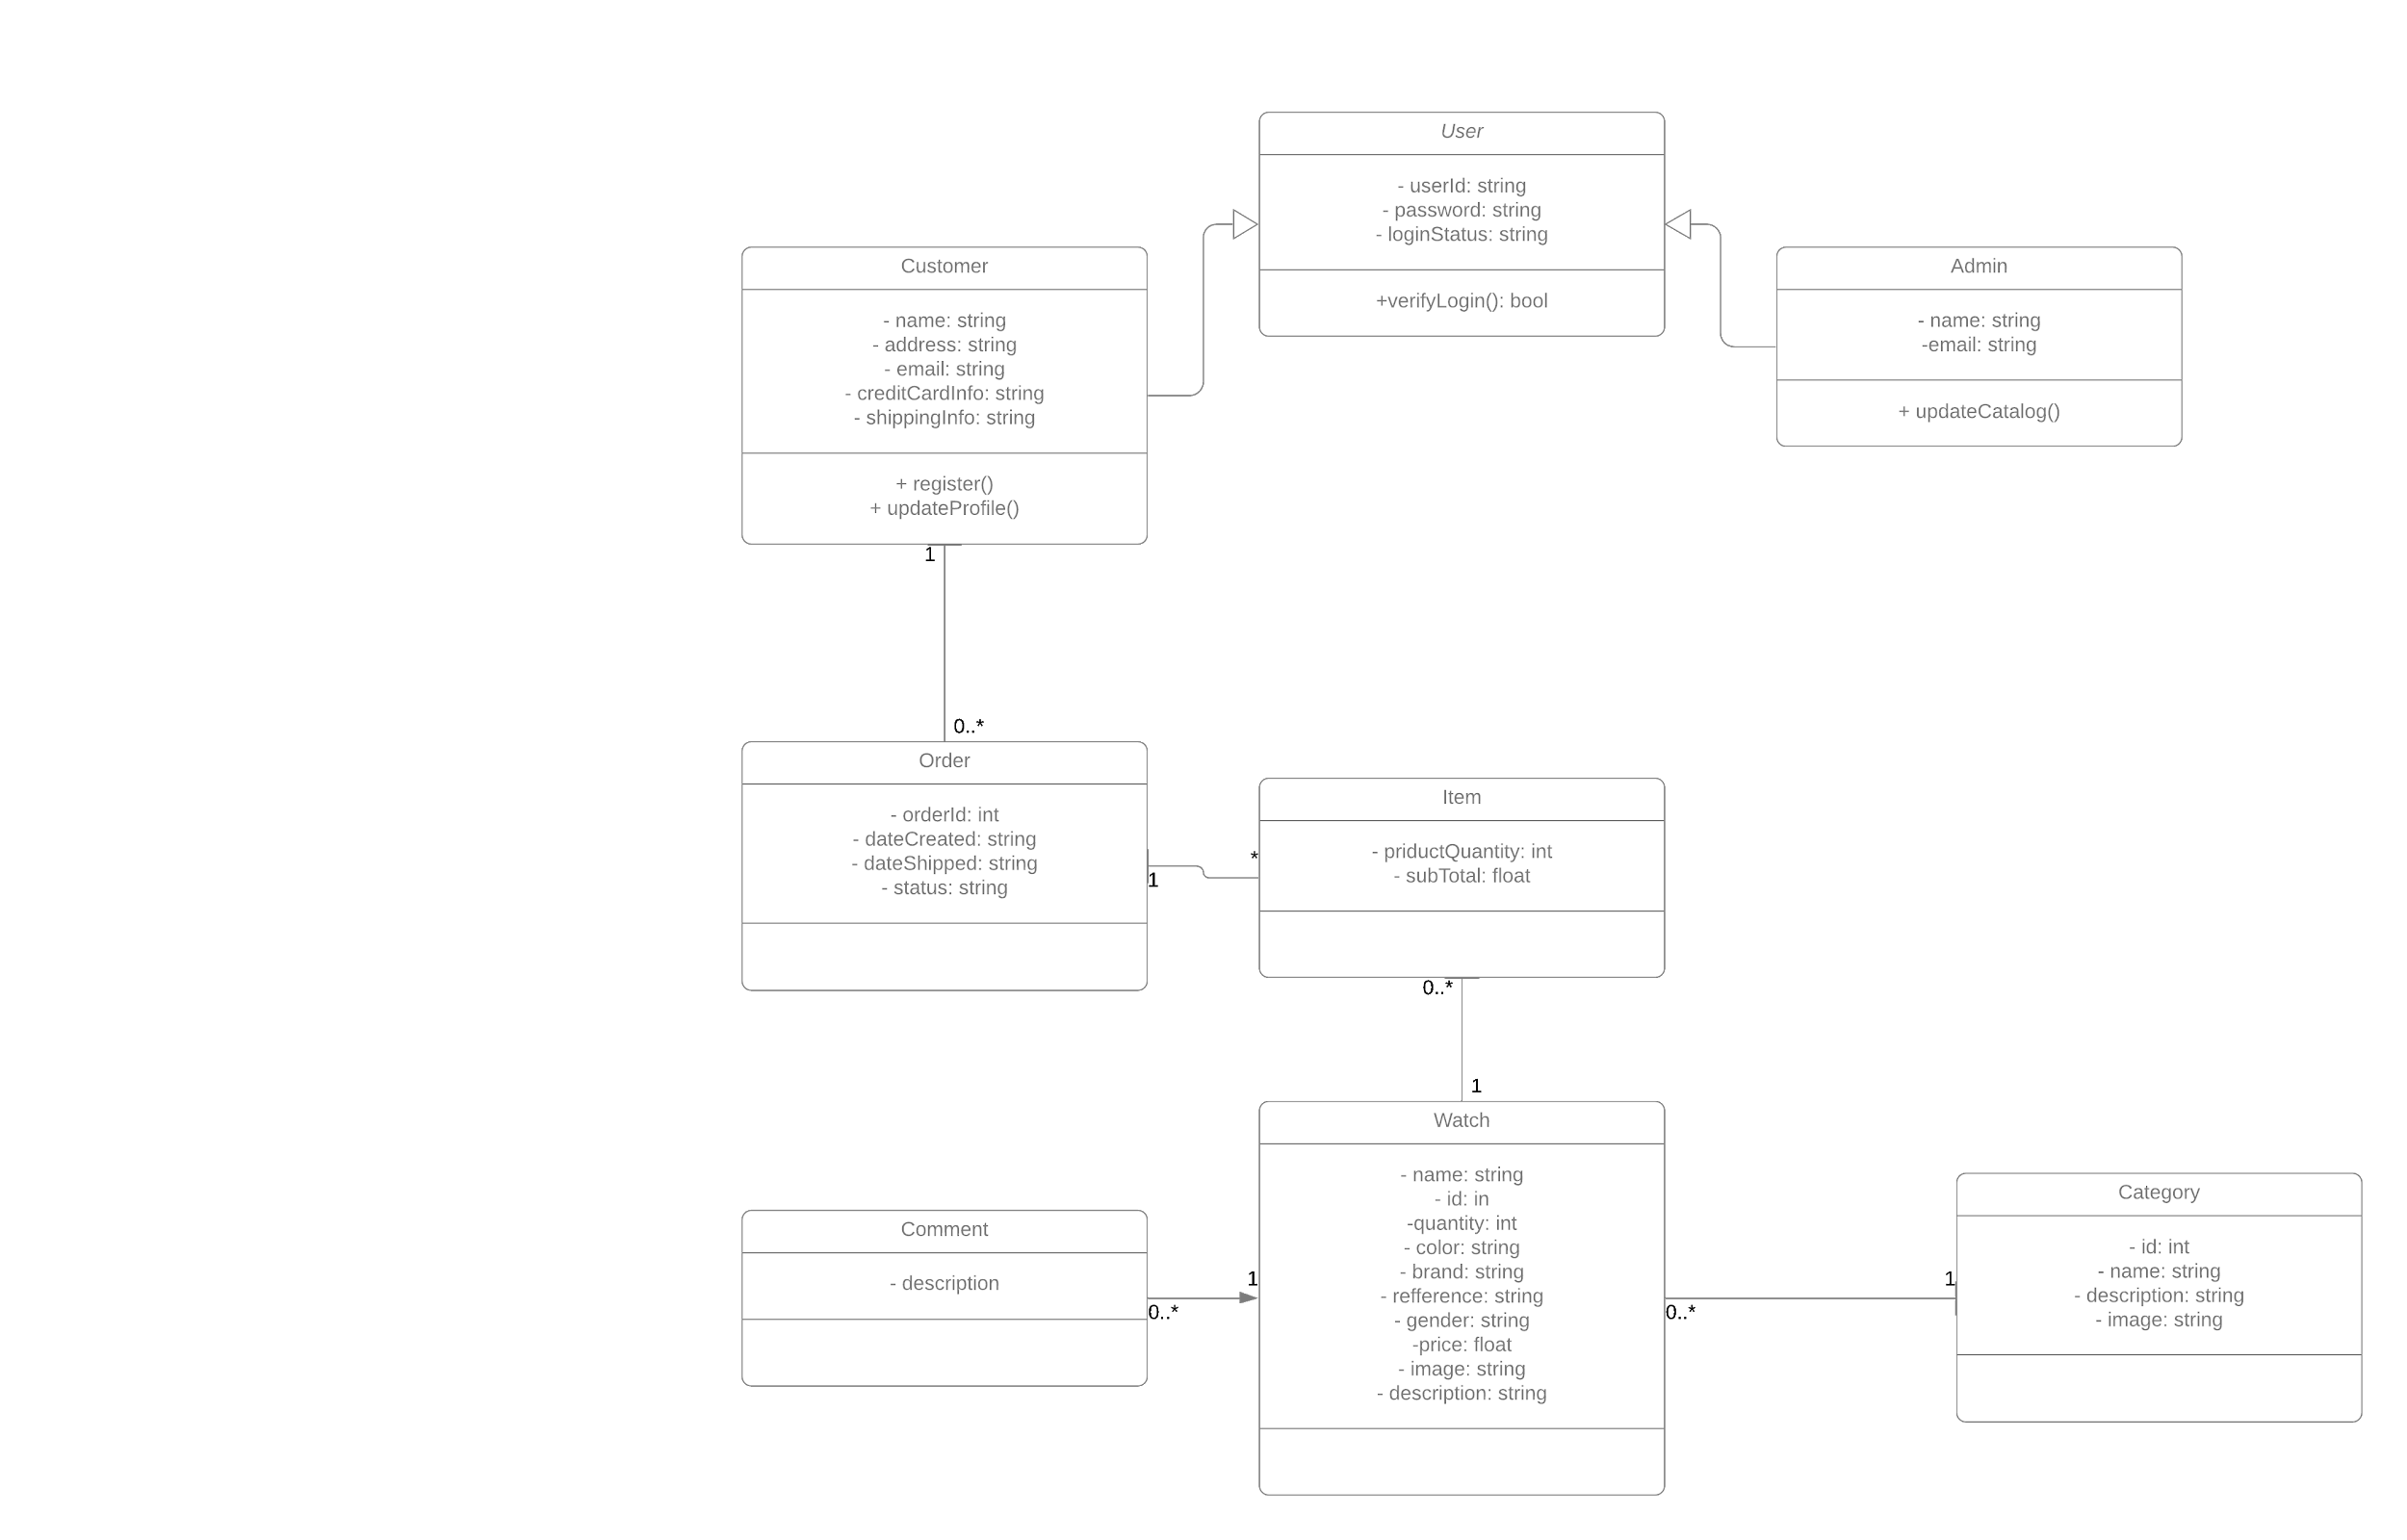 User
- userId: string
- password: string
- loginStatus: string
+verifyLogin(): bool
Customer
- name: string
- address: string
- email: string
- creditCardInfo: string
- shippingInfo: string
+ register()
+ updateProfile()
Admin
- name: string
-email: string
+ updateCatalog()
1
0..*
Order
- orderId: int
- dateCreated: string
- dateShipped: string
- status: string
1
*
Item
- priductQuantity: int
- subTotal: float
0..*
1
Watch
- name: string
- id: in
-quantity: int
- color: string
- brand: string
- refference: string
- gender: string
-price: float
- image: string
- description: string
Comment
- description
0..*
1
0..*
1
Category
- id: int
- name: string
- description: string
- image: string